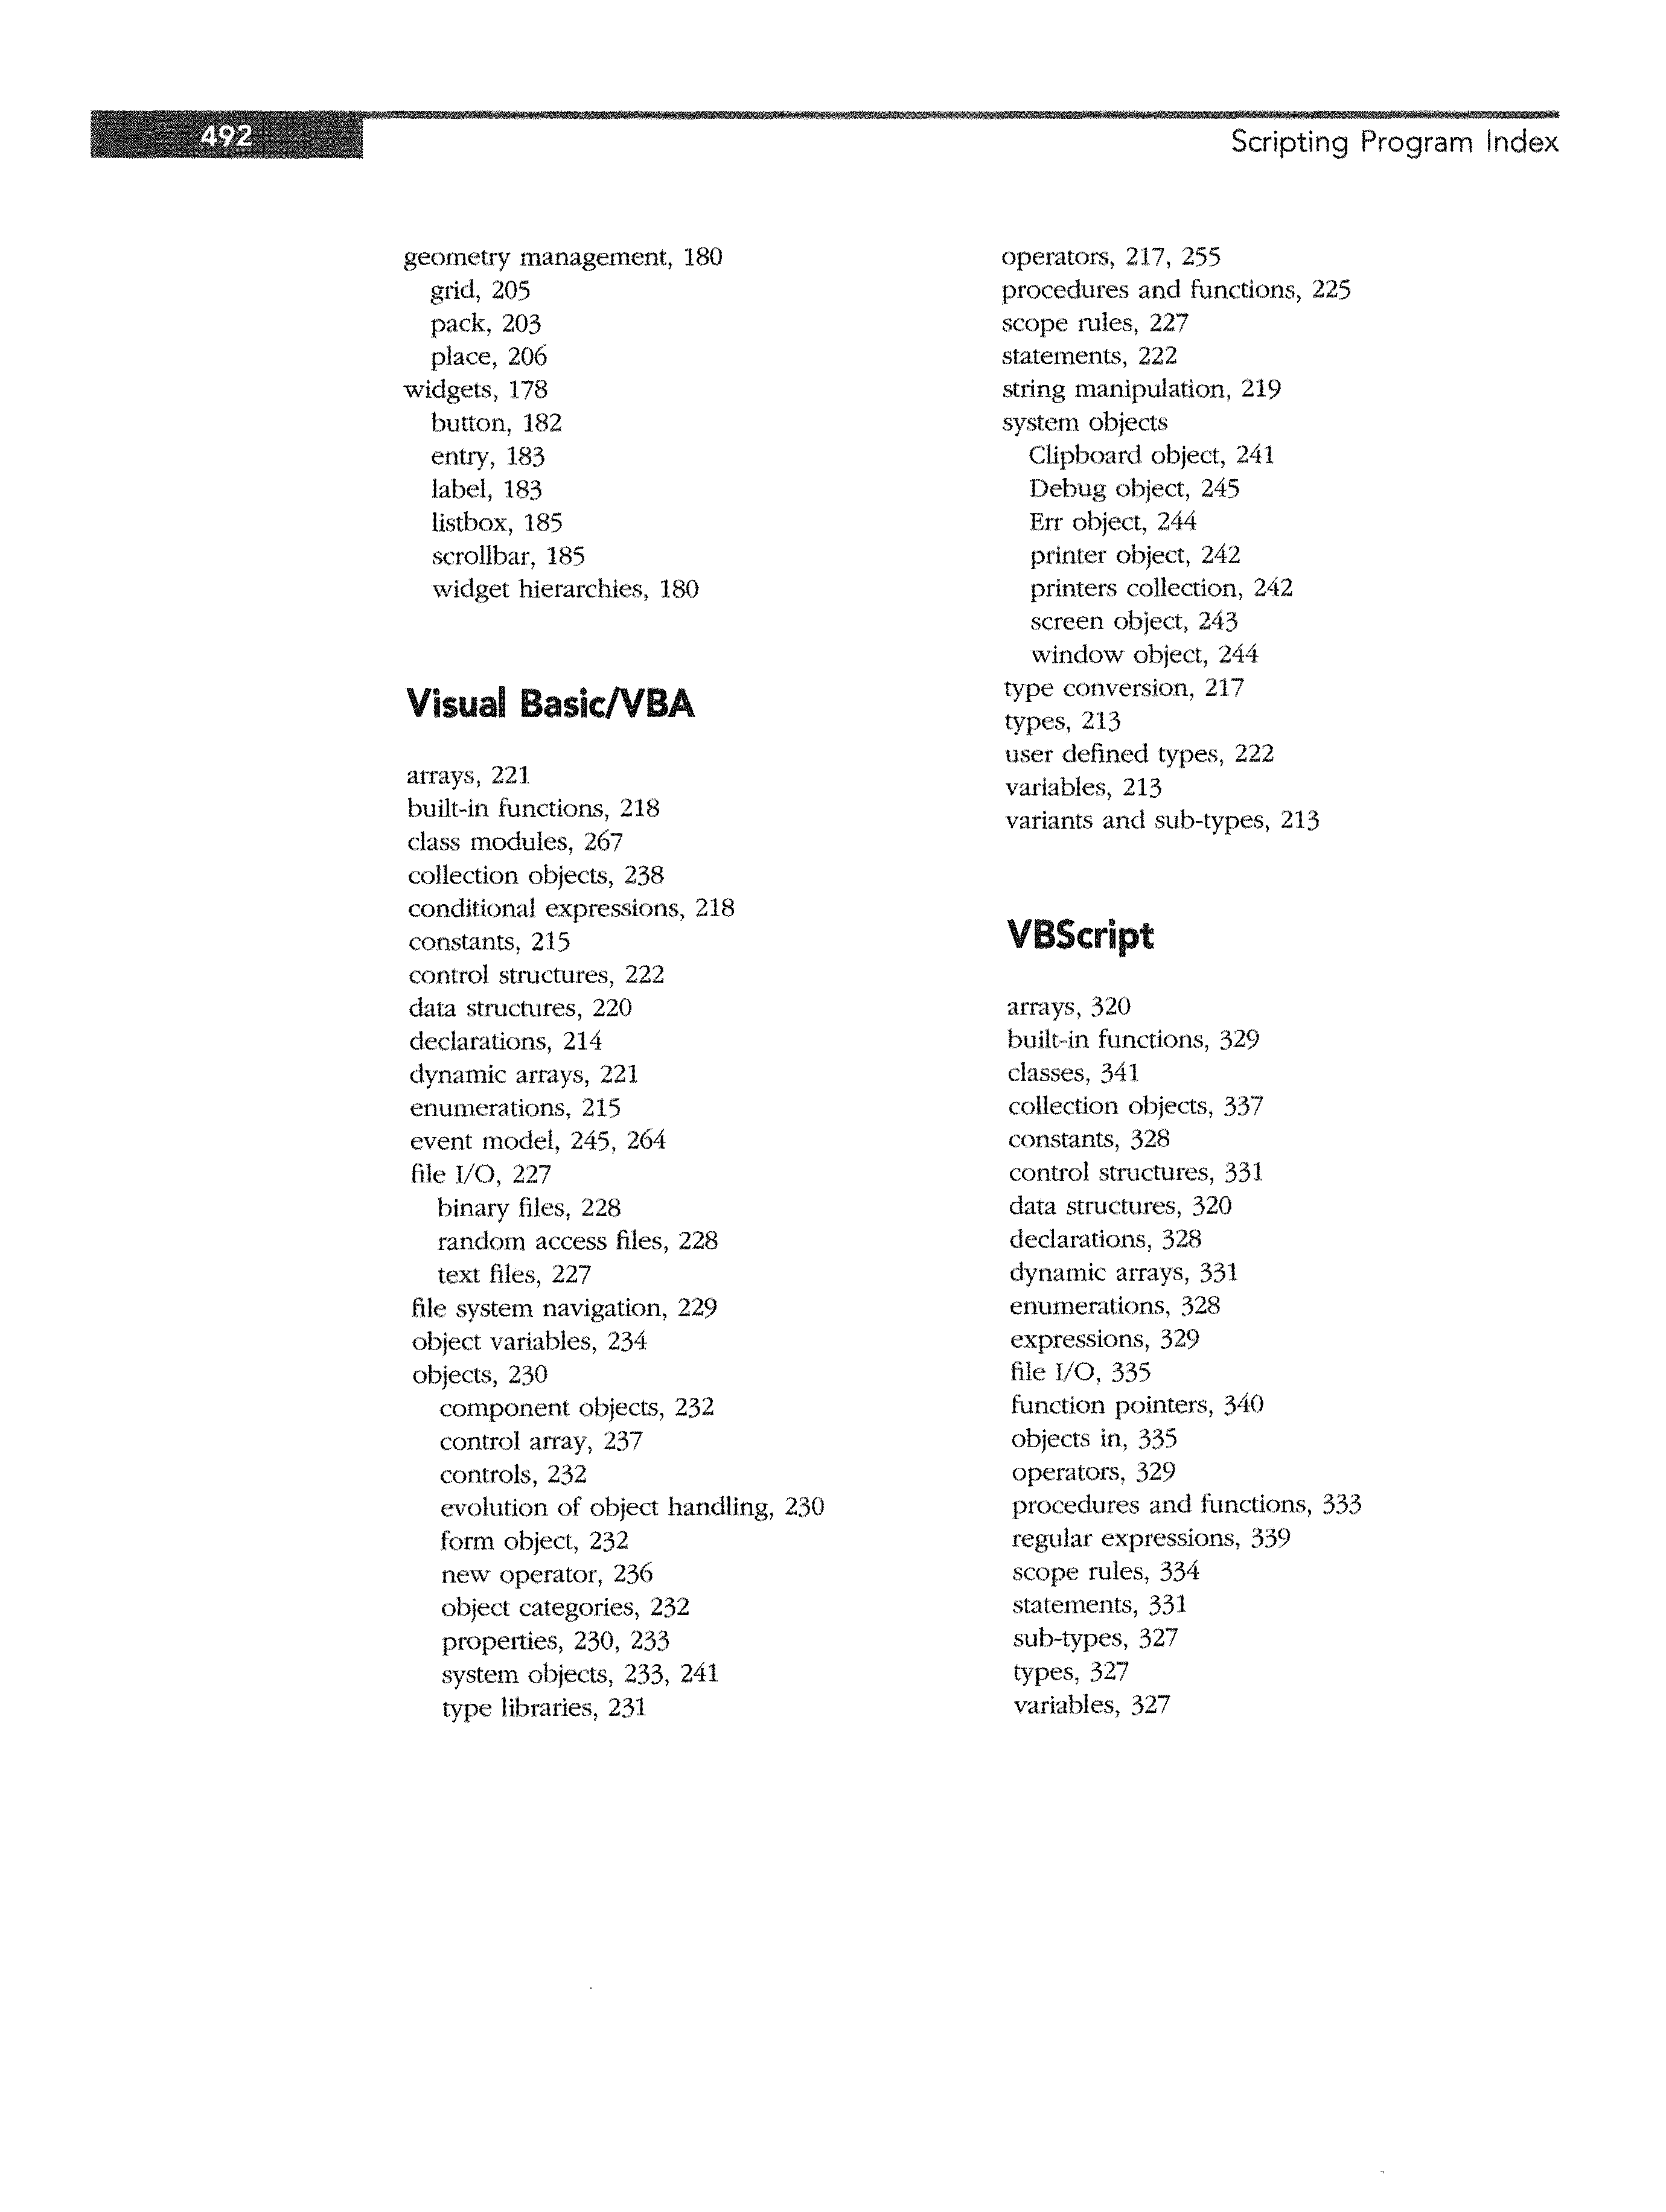 492
Scripting Program Index
geometry management, 180
grid, 205
pack, 203
place, 206
widgets, 178
button, 182
entry, 183
label, 183
listbox, 185
scrollbar, 185
widget hierarchies, 180
Visual Basic/VBA
arrays, 221
built-in functions, 218
class modules, 267
collection objects, 238
conditional expressions, 218
constants, 215
control structures, 222
data structures, 220
declarations, 214
dynamic arrays, 221
enumerations, 215
event model, 245, 264
file I/O, 227
binary files, 228
random access files, 228
text files, 227
file system navigation, 229
object variables, 234
objects, 230
component objects, 232
control array, 237
controls, 232
evolution of object handling, 230
form object, 232
new operator, 236
object categories, 232
properties, 230, 233
system objects, 233, 241
type libraries, 231
operators, 217, 255
procedures and functions, 225
scope rules, 227
statements, 222
string manipulation, 219
system objects
Clipboard object, 241
Debug object, 245
Err object, 244
printer object, 242
printers collection, 242
screen object, 243
window object, 244
type conversion, 217
types, 213
user defined types, 222
variables, 213
variants and sub-types, 213
VBScript
arrays, 320
built-in functions, 329
classes, 341
collection objects, 337
constants, 328
control structures, 331
data structures, 320
declarations, 328
dynamic arrays, 331
enumerations, 328
expressions, 329
file I/O, 335
function pointers, 340
objects in, 335
operators, 329
procedures and functions, 333
regular expressions, 339
scope rules, 334
statements, 331
sub-types, 327
types, 327
variables, 327